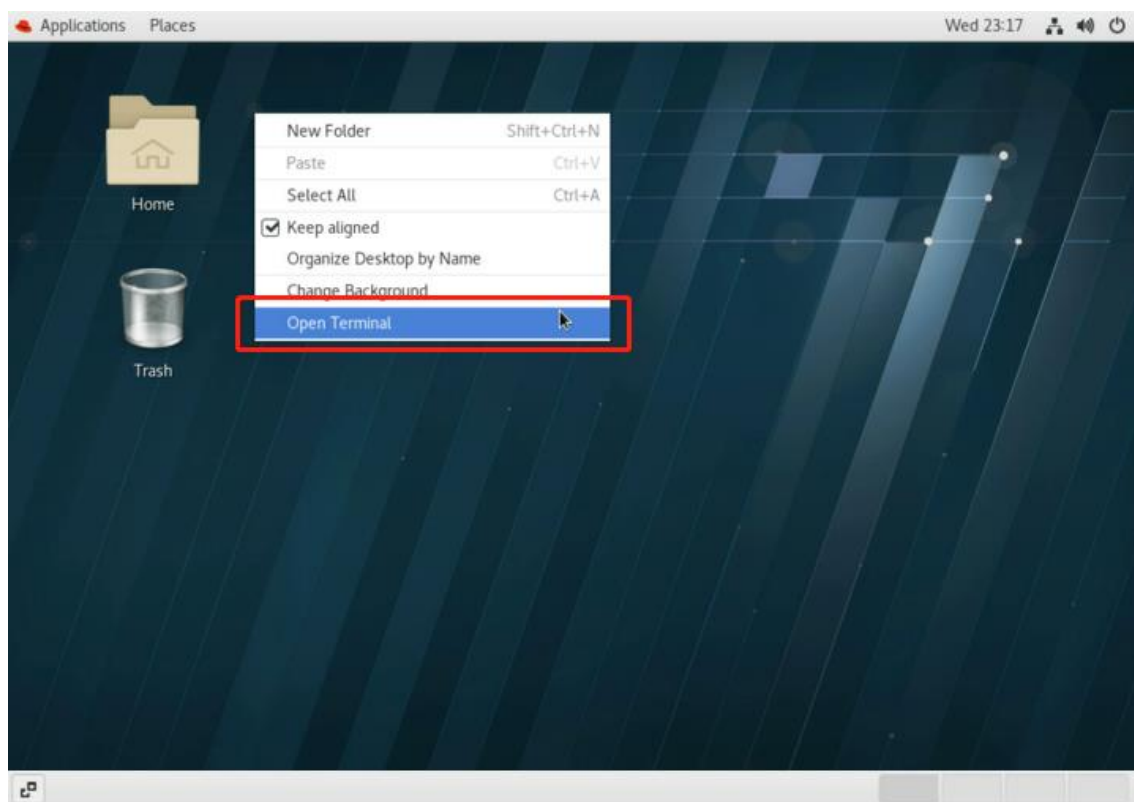 Applications Places Wed 23:17
Home
Trash
New Folder Shift+Ctrl+N
Paste Ctrl+V
Select All Ctrl+A
Keep aligned
Organize Desktop by Name
Change Background
Open Terminal